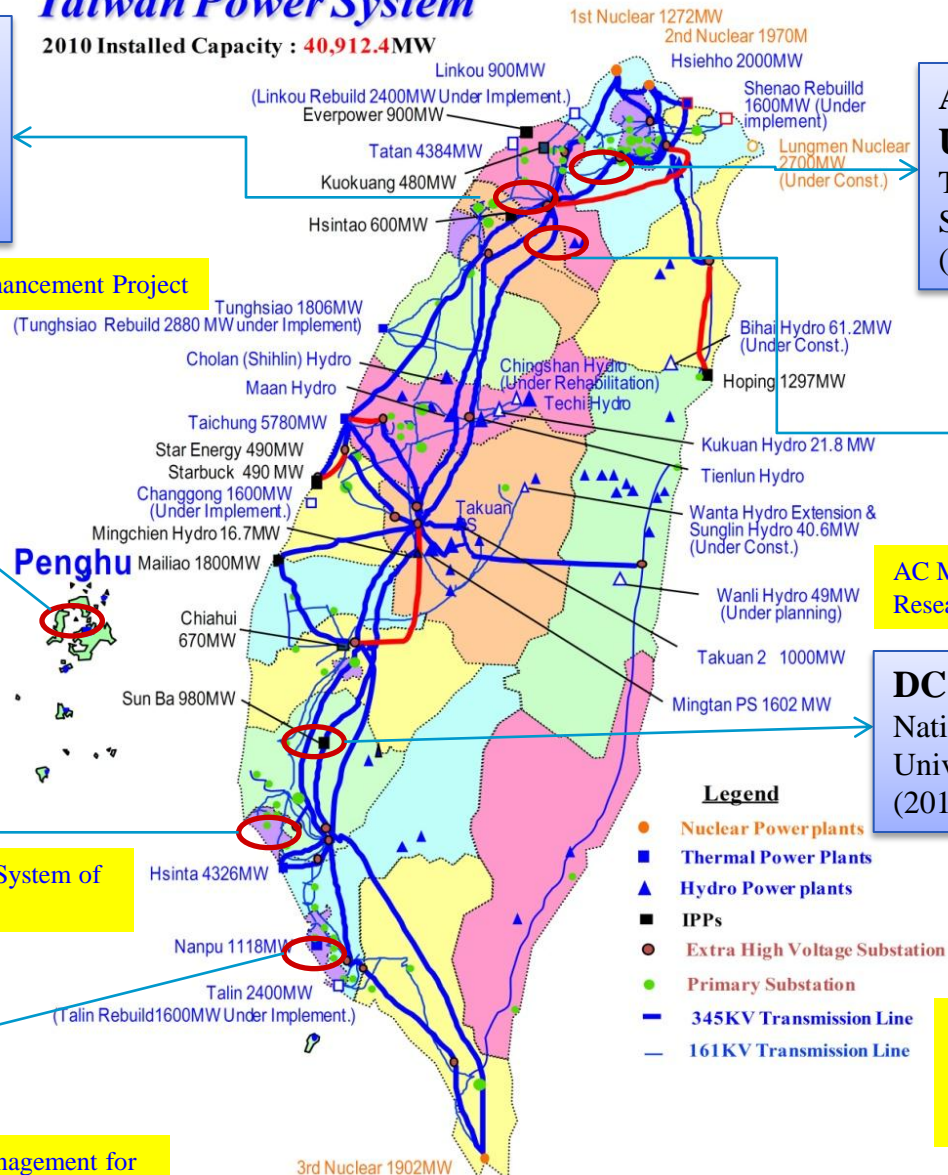 Taiwan Power System
2010 Installed Capacity : 40,912.4MW
1st Nuclear 1272MW
2nd Nuclear 1970M
Hsiehho 2000MW
Linkou 900MW
(Linkou Rebuild 2400MW Under Implement.)
Everpower 900MW
Shenao Rebuilld
1600MW (Under
implement)
Tatan 4384MW
Lungmen Nuclear
2700MW
(Under Const.)
Kuokuang 480MW
Hsintao 600MW
nancement Project
Tunghsiao 1806MW
(Tunghsiao Rebuild 2880 MW under Implement)
Bihai Hydro 61.2MW
(Under Const.)
Cholan (Shihlin) Hydro
Chingshan Hydro
(Under Rehabilitation)
Hoping 1297MW
Maan Hydro
Techi Hydro
Taichung 5780MW
Kukuan Hydro 21.8 MW
Star Energy 490MW
Starbuck 490 MW
Tienlun Hydro
Changgong 1600MW
(Under Implement.)
Takuan
PS
Wanta Hydro Extension &
Sunglin Hydro 40.6MW
(Under Const.)
Mingchien Hydro 16.7MW
Penghu
Mailiao 1800MW
AC M
Resea
Wanli Hydro 49MW
(Under planning)
Chiahui
670MW
Takuan 2 1000MW
Sun Ba 980MW
Mingtan PS 1602 MW
DC
Nati
Univ
(201
Legend
Nuclear Power plants
Thermal Power Plants
Hydro Power plants
IPPs
Extra High Voltage Substation
Primary Substation
345KV Transmission Line
161KV Transmission Line
System of
Hsinta 4326MW
Nanpu 1118MW
Talin 2400MW
(Talin Rebuild1600MW Under Implement.)
nagement for
3rd Nuclear 1902MW